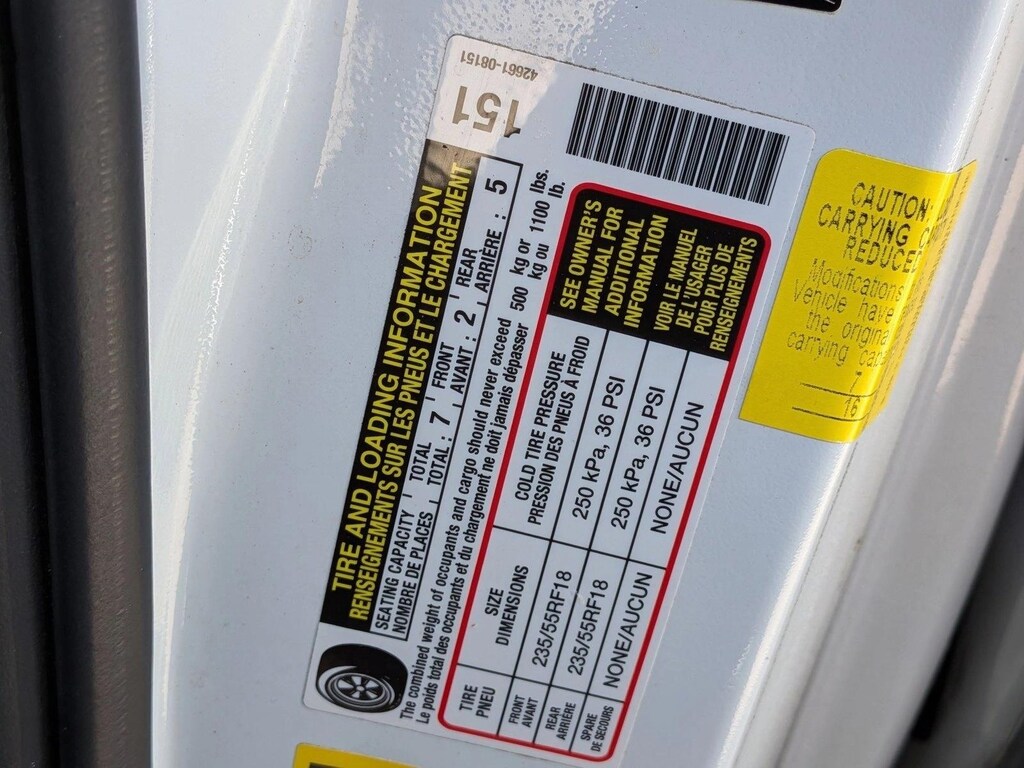 42661-08151
151
TIRE AND LOADING INFORMATION
RENSEIGNEMENTS SUR LES PNEUS ET LE CHARGEMENT
SEATING CAPACITY TOTAL FRONT REAR
NOMBRE DE PLACES TOTAL : 7 AVANT : 2 ARRIÈRE : 5
The combined weight of occupants and cargo should never exceed 500 kg or 1100 lbs.
Le poids total des occupants et du chargement ne doit jamais dépasser kg ou lb.
TIRE SIZE COLD TIRE PRESSURE SEE OWNER'S
PNEU DIMENSIONS PRESSION DES PNEUS À FROID MANUAL FOR
ADDITIONAL
INFORMATION
VOIR LE MANUEL
DE L'USAGER
POUR PLUS DE
RENSEIGNEMENTS
FRONT 235/55RF18 250 kPa, 36 PSI
AVANT
REAR 235/55RF18 250 kPa, 36 PSI
ARRIÈRE
SPARE NONE/AUCUN NONE/AUCUN
DE SECOURS
CAUTION
CARRYING
REDUCED
Modifications
Vehicle have
the original
carrying
7
16